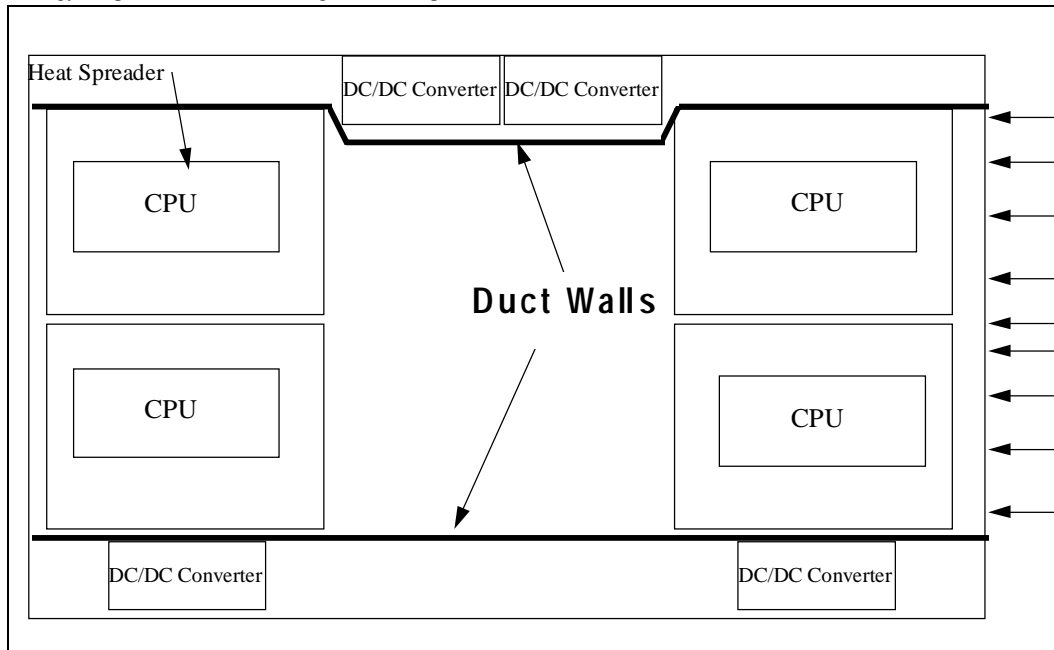 Heat Spreader
DC/DC Converter
DC/DC Converter
CPU
CPU
Duct Walls
CPU
CPU
DC/DC Converter
DC/DC Converter